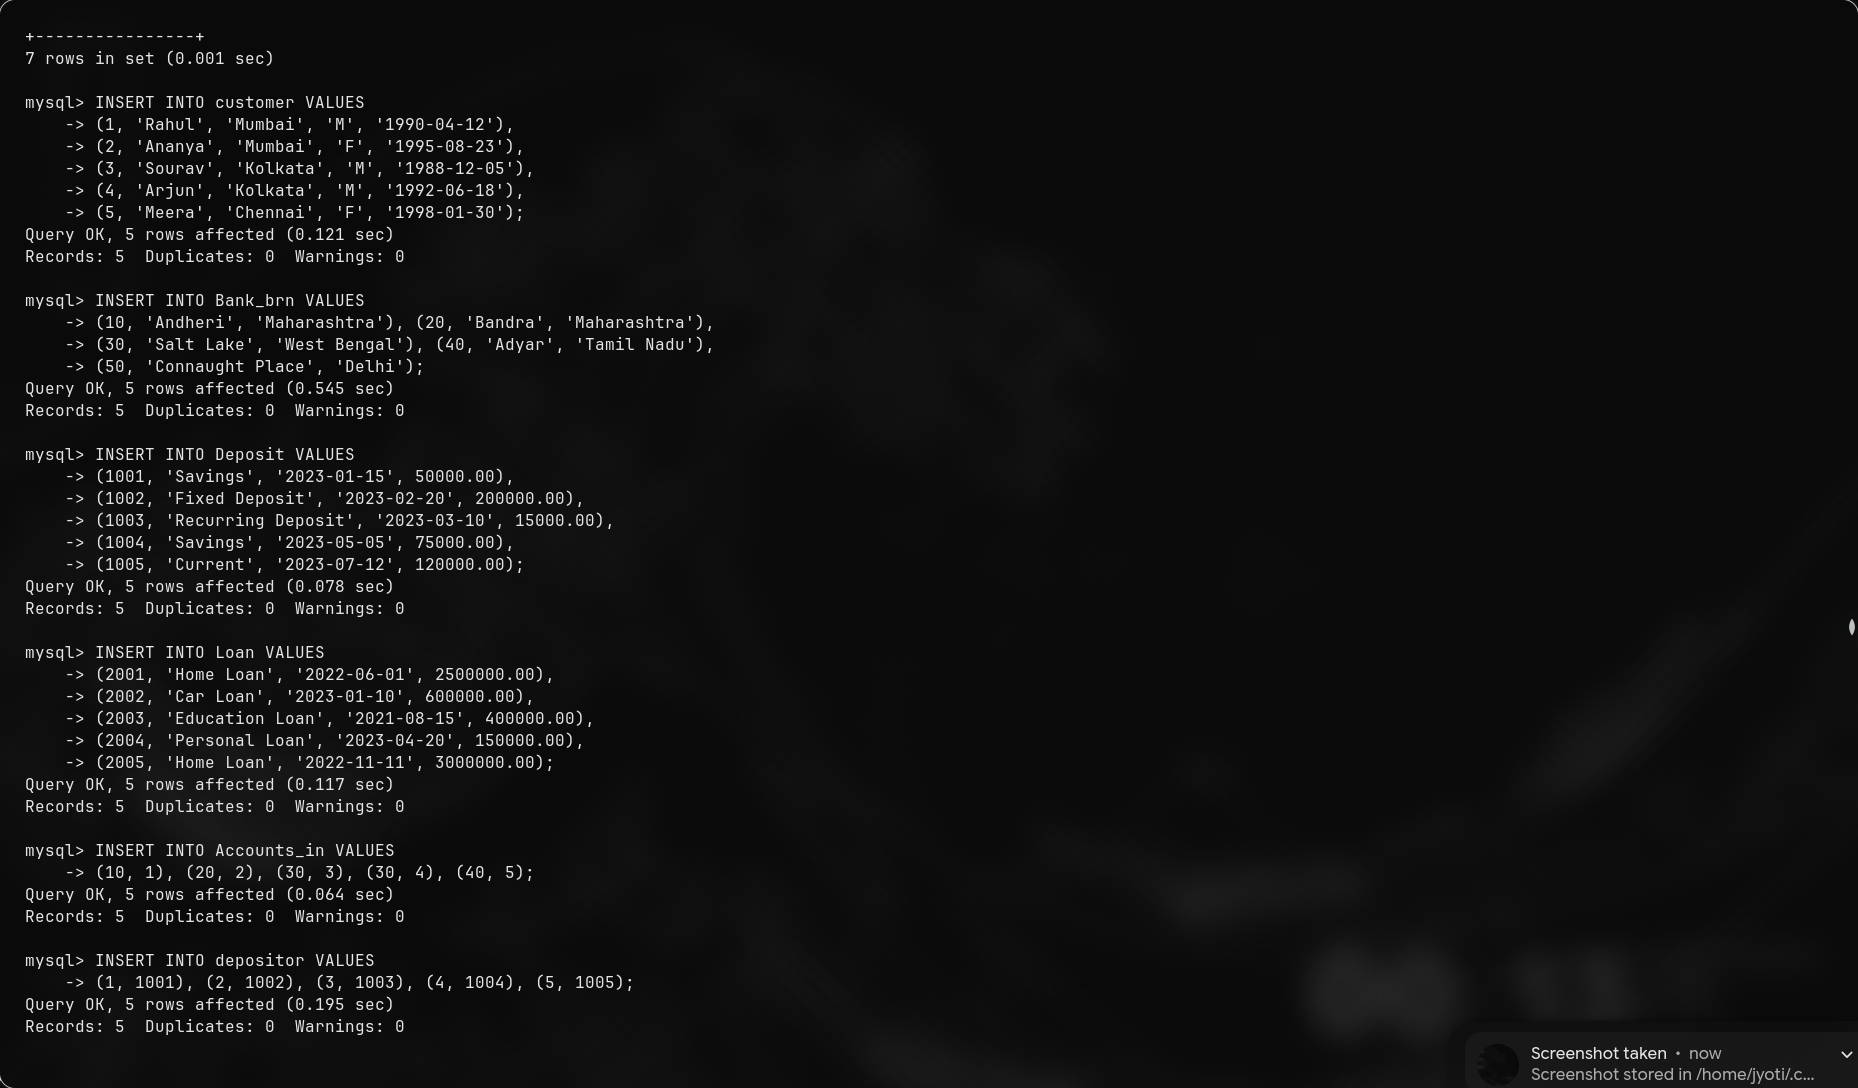 +----------------+
7 rows in set (0.001 sec)

mysql> INSERT INTO customer VALUES
    -> (1, 'Rahul', 'Mumbai', 'M', '1990-04-12'),
    -> (2, 'Ananya', 'Mumbai', 'F', '1995-08-23'),
    -> (3, 'Sourav', 'Kolkata', 'M', '1988-12-05'),
    -> (4, 'Arjun', 'Kolkata', 'M', '1992-06-18'),
    -> (5, 'Meera', 'Chennai', 'F', '1998-01-30');
Query OK, 5 rows affected (0.121 sec)
Records: 5  Duplicates: 0  Warnings: 0

mysql> INSERT INTO Bank_brn VALUES
    -> (10, 'Andheri', 'Maharashtra'), (20, 'Bandra', 'Maharashtra'),
    -> (30, 'Salt Lake', 'West Bengal'), (40, 'Adyar', 'Tamil Nadu'),
    -> (50, 'Connaught Place', 'Delhi');
Query OK, 5 rows affected (0.545 sec)
Records: 5  Duplicates: 0  Warnings: 0

mysql> INSERT INTO Deposit VALUES
    -> (1001, 'Savings', '2023-01-15', 50000.00),
    -> (1002, 'Fixed Deposit', '2023-02-20', 200000.00),
    -> (1003, 'Recurring Deposit', '2023-03-10', 15000.00),
    -> (1004, 'Savings', '2023-05-05', 75000.00),
    -> (1005, 'Current', '2023-07-12', 120000.00);
Query OK, 5 rows affected (0.078 sec)
Records: 5  Duplicates: 0  Warnings: 0

mysql> INSERT INTO Loan VALUES
    -> (2001, 'Home Loan', '2022-06-01', 2500000.00),
    -> (2002, 'Car Loan', '2023-01-10', 600000.00),
    -> (2003, 'Education Loan', '2021-08-15', 400000.00),
    -> (2004, 'Personal Loan', '2023-04-20', 150000.00),
    -> (2005, 'Home Loan', '2022-11-11', 3000000.00);
Query OK, 5 rows affected (0.117 sec)
Records: 5  Duplicates: 0  Warnings: 0

mysql> INSERT INTO Accounts_in VALUES
    -> (10, 1), (20, 2), (30, 3), (30, 4), (40, 5);
Query OK, 5 rows affected (0.064 sec)
Records: 5  Duplicates: 0  Warnings: 0

mysql> INSERT INTO depositor VALUES
    -> (1, 1001), (2, 1002), (3, 1003), (4, 1004), (5, 1005);
Query OK, 5 rows affected (0.195 sec)
Records: 5  Duplicates: 0  Warnings: 0
Screenshot taken • now
Screenshot stored in /home/jyoti/.c...